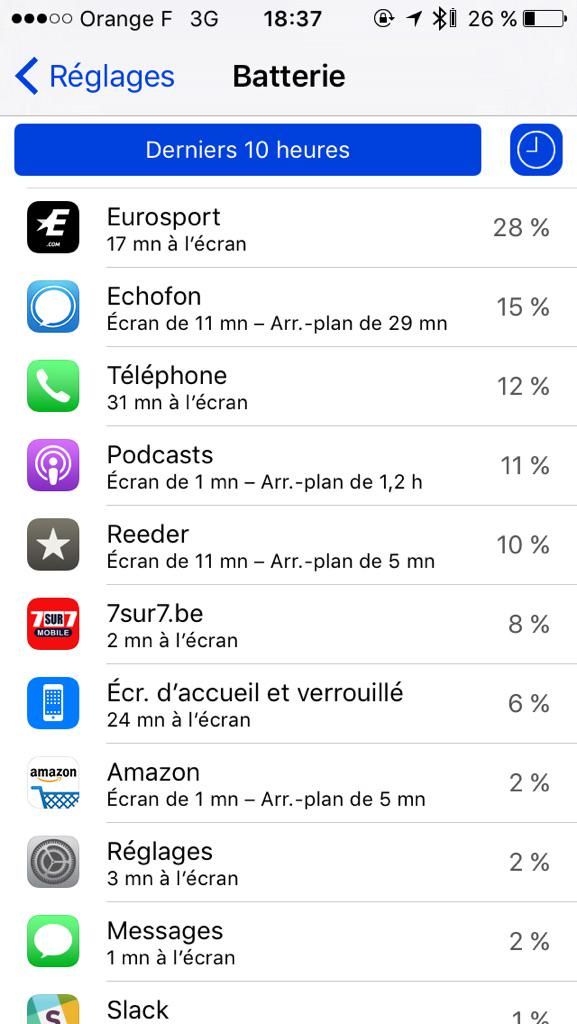 Orange F 3G 18:37 26 %
Réglages Batterie
Derniers 10 heures
E
.COM
Eurosport
17 mn à l’écran
28 %
Echofon
Écran de 11 mn – Arr.-plan de 29 mn
15 %
Téléphone
31 mn à l’écran
12 %
Podcasts
Écran de 1 mn – Arr.-plan de 1,2 h
11 %
Reeder
Écran de 11 mn – Arr.-plan de 5 mn
10 %
7SUR7
MOBILE
7sur7.be
2 mn à l’écran
8 %
Écr. d’accueil et verrouillé
24 mn à l’écran
6 %
amazon
Amazon
Écran de 1 mn – Arr.-plan de 5 mn
2 %
Réglages
3 mn à l’écran
2 %
Messages
1 mn à l’écran
2 %
S
Slack
1 %